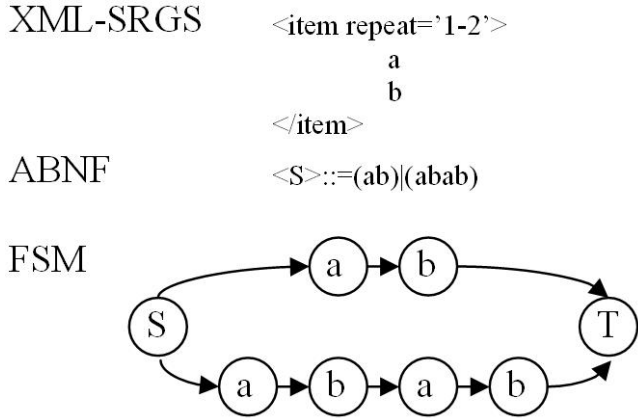 XML-SRGS <item repeat=’1-2’>
a
b
</item>
ABNF <S>::=(ab)|(abab)
FSM
a b
S T
a b a b